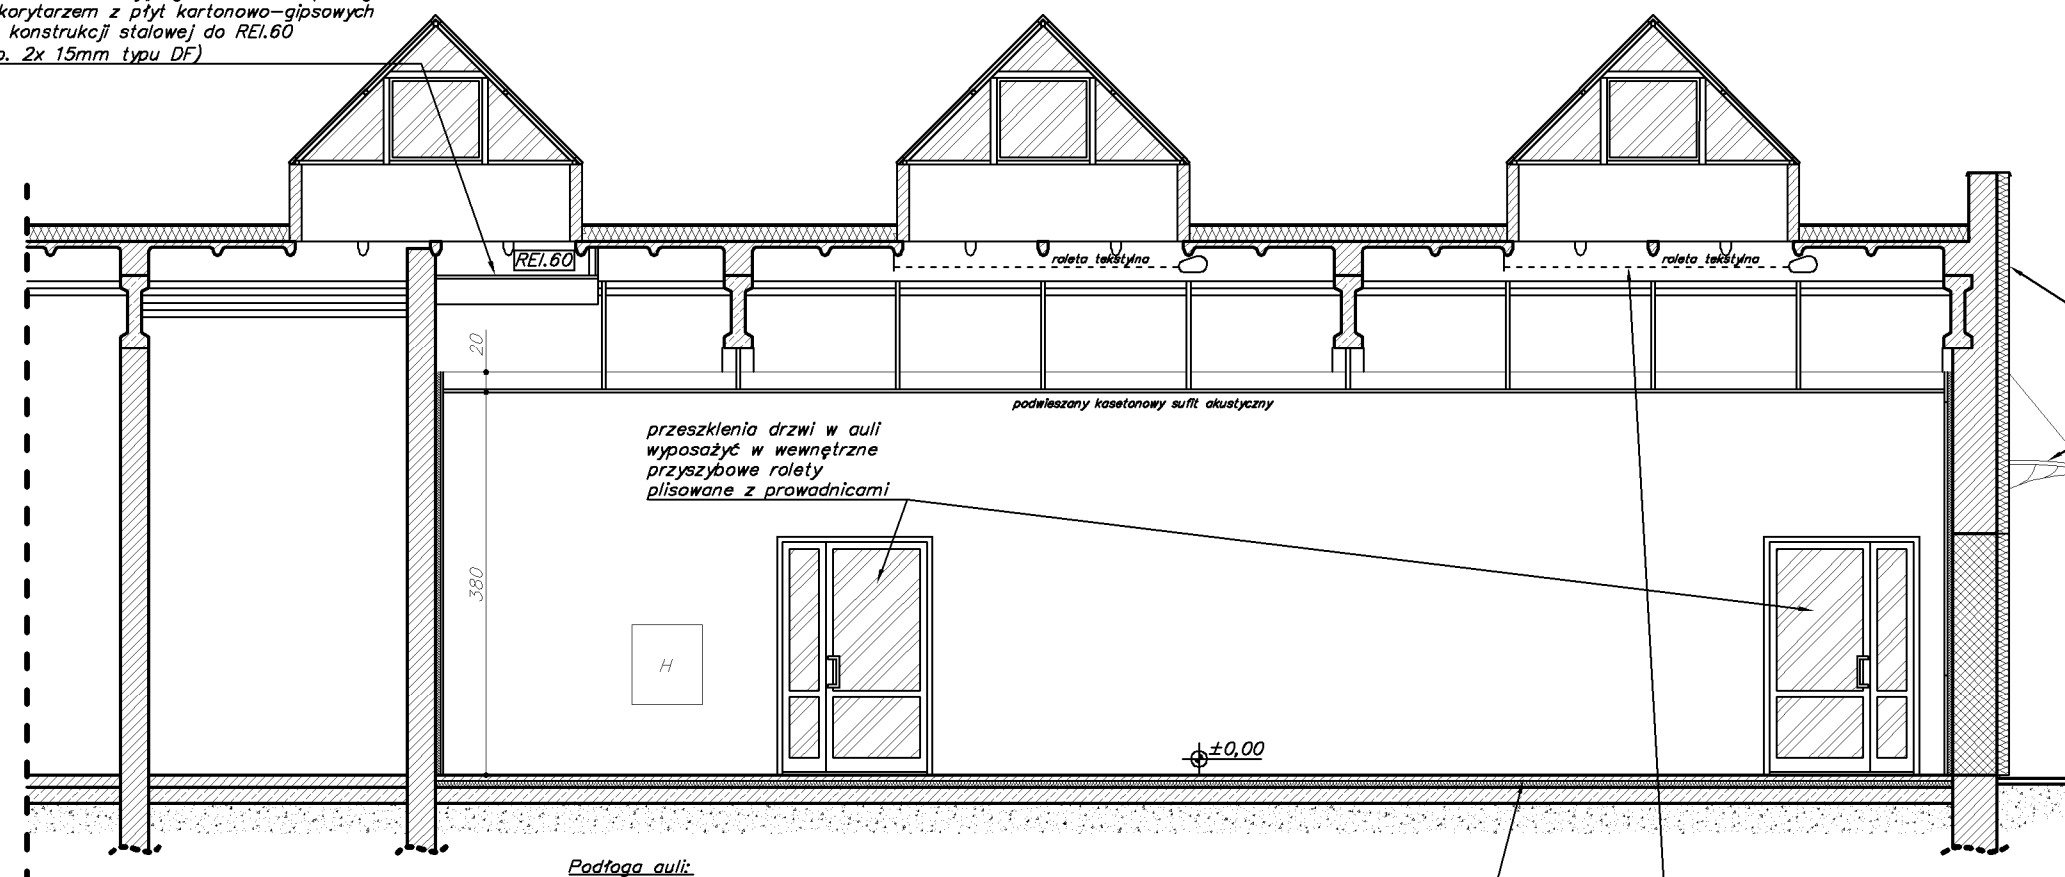 korytarzem z płyt kartonowo-gipsowych
konstrukcji stalowej do REI.60
2x 15mm typu DF)
REI.60
roleta tekstylna
roleta tekstylna
20
podwieszany kasetonowy sufit akustyczny
przeszklenia drzwi w auli
wyposażyć w wewnętrzne
przyszybowe rolety
plisowane z prowadnicami
380
H
±0,00
Podłoga auli: